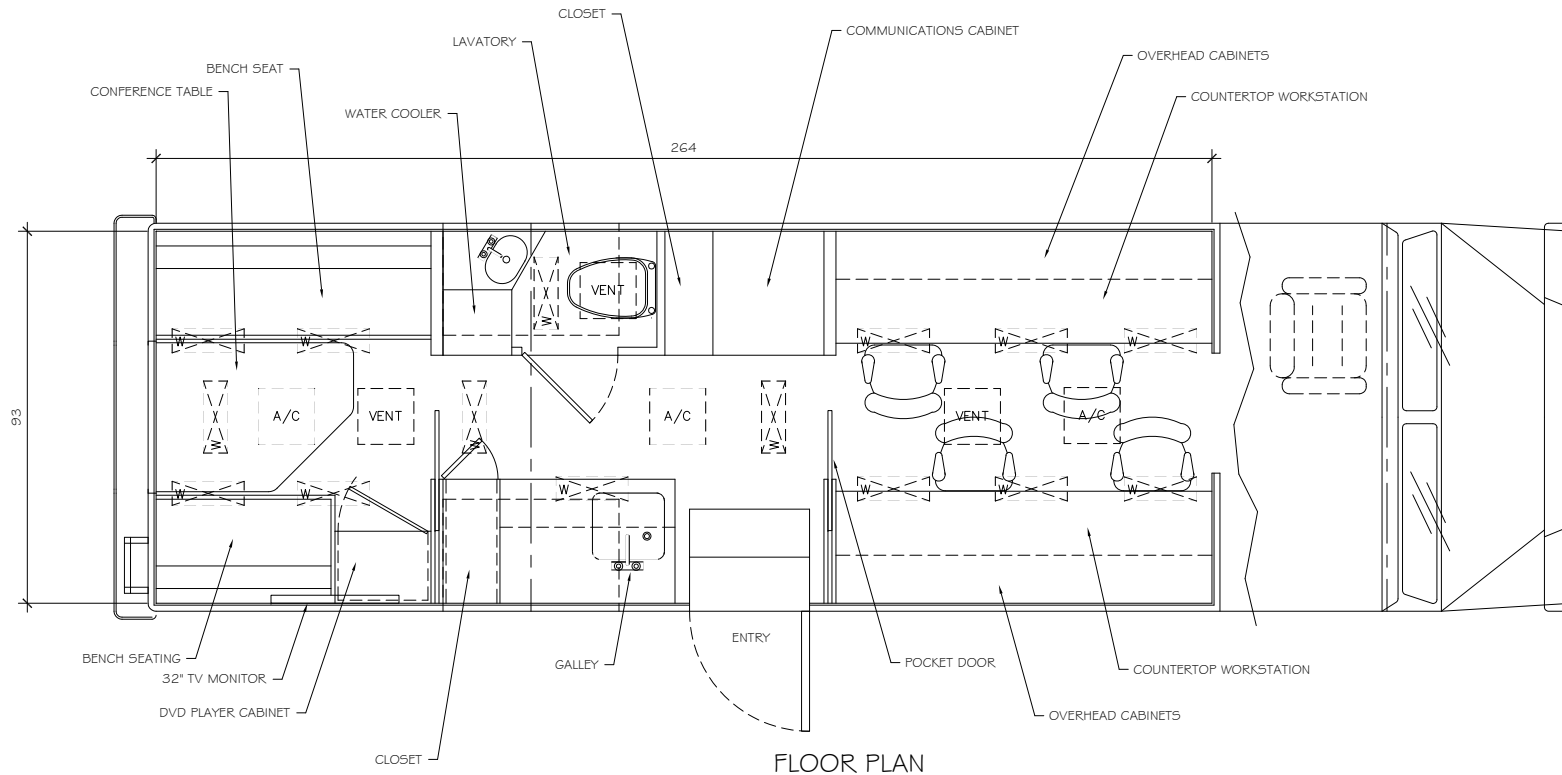 CLOSET
COMMUNICATIONS CABINET
LAVATORY
OVERHEAD CABINETS
BENCH SEAT
CONFERENCE TABLE
COUNTERTOP WORKSTATION
WATER COOLER
264
93
VENT
W
W
W
W
W
W
A/C
VENT
W
W
A/C
W
VENT
A/C
W
W
W
W
W
W
BENCH SEATING
32" TV MONITOR
DVD PLAYER CABINET
CLOSET
GALLEY
ENTRY
POCKET DOOR
COUNTERTOP WORKSTATION
OVERHEAD CABINETS
FLOOR PLAN